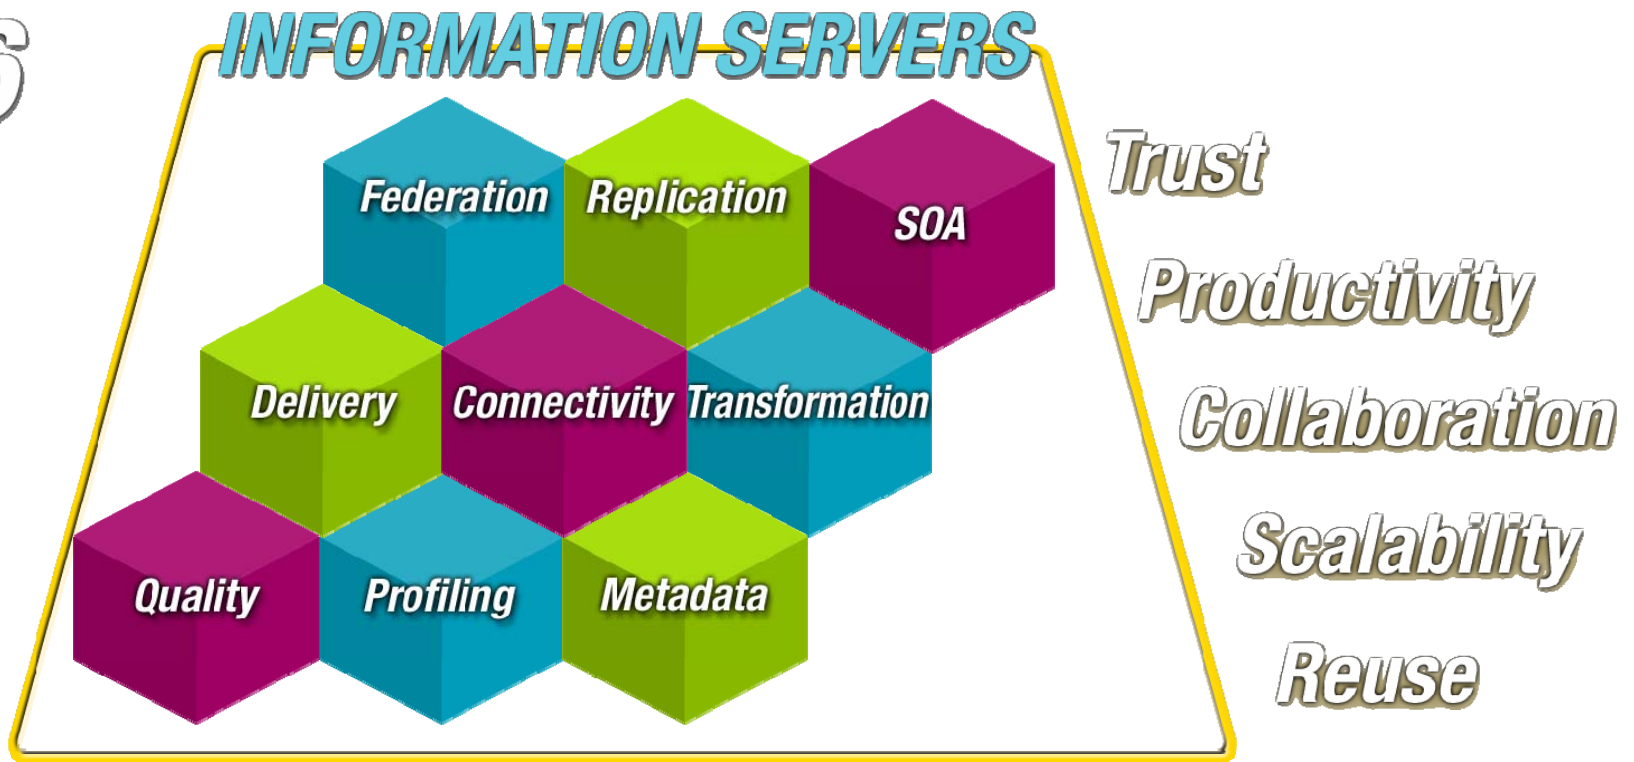 INFORMATION SERVERS
Federation
Replication
SOA
Delivery
Connectivity
Transformation
Quality
Profiling
Metadata
Trust
Productivity
Collaboration
Scalability
Reuse